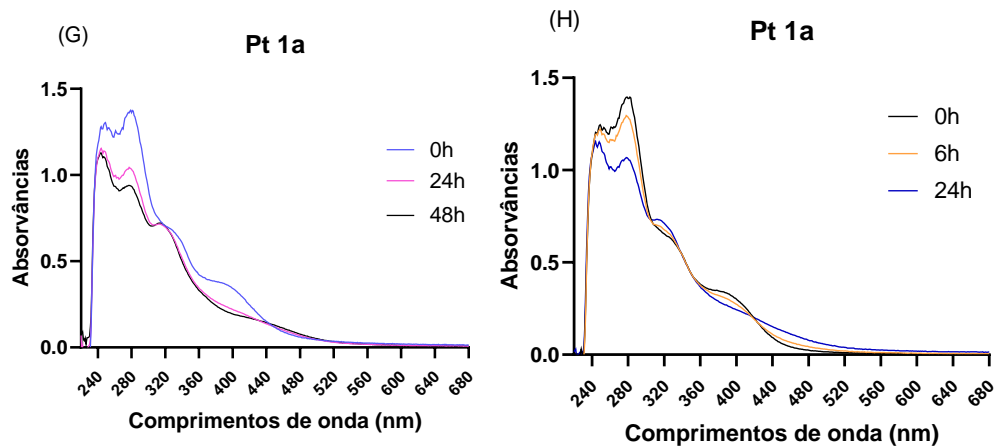 (G)
Pt 1a
1.5
1.0
0.5
0.0
Absorvâncias
0h
24h
48h
240 280 320 360 400 440 480 520 560 600 640 680
Comprimentos de onda (nm)
(H)
Pt 1a
1.5
1.0
0.5
0.0
Absorvâncias
0h
6h
24h
240 280 320 360 400 440 480 520 560 600 640 680
Comprimentos de onda (nm)